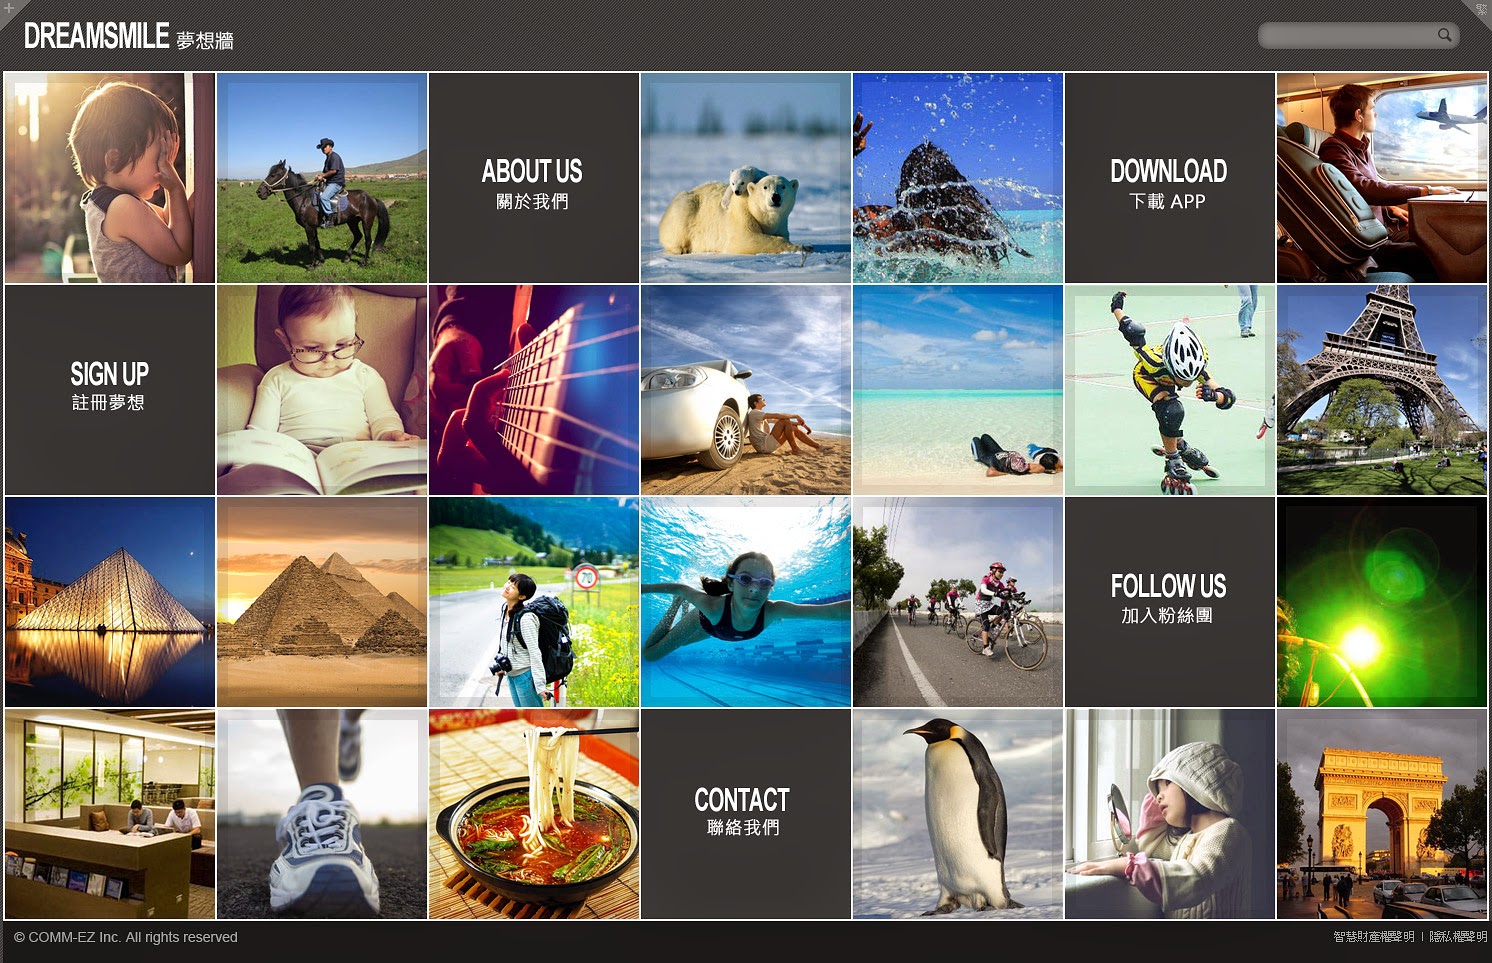 DREAMSMILE 夢想牆
繁
ABOUT US
關於我們
DOWNLOAD
下載 APP
SIGN UP
註冊夢想
70
FOLLOW US
加入粉絲團
CONTACT
聯絡我們
© COMM-EZ Inc. All rights reserved
智慧財產權聲明 | 隱私權聲明